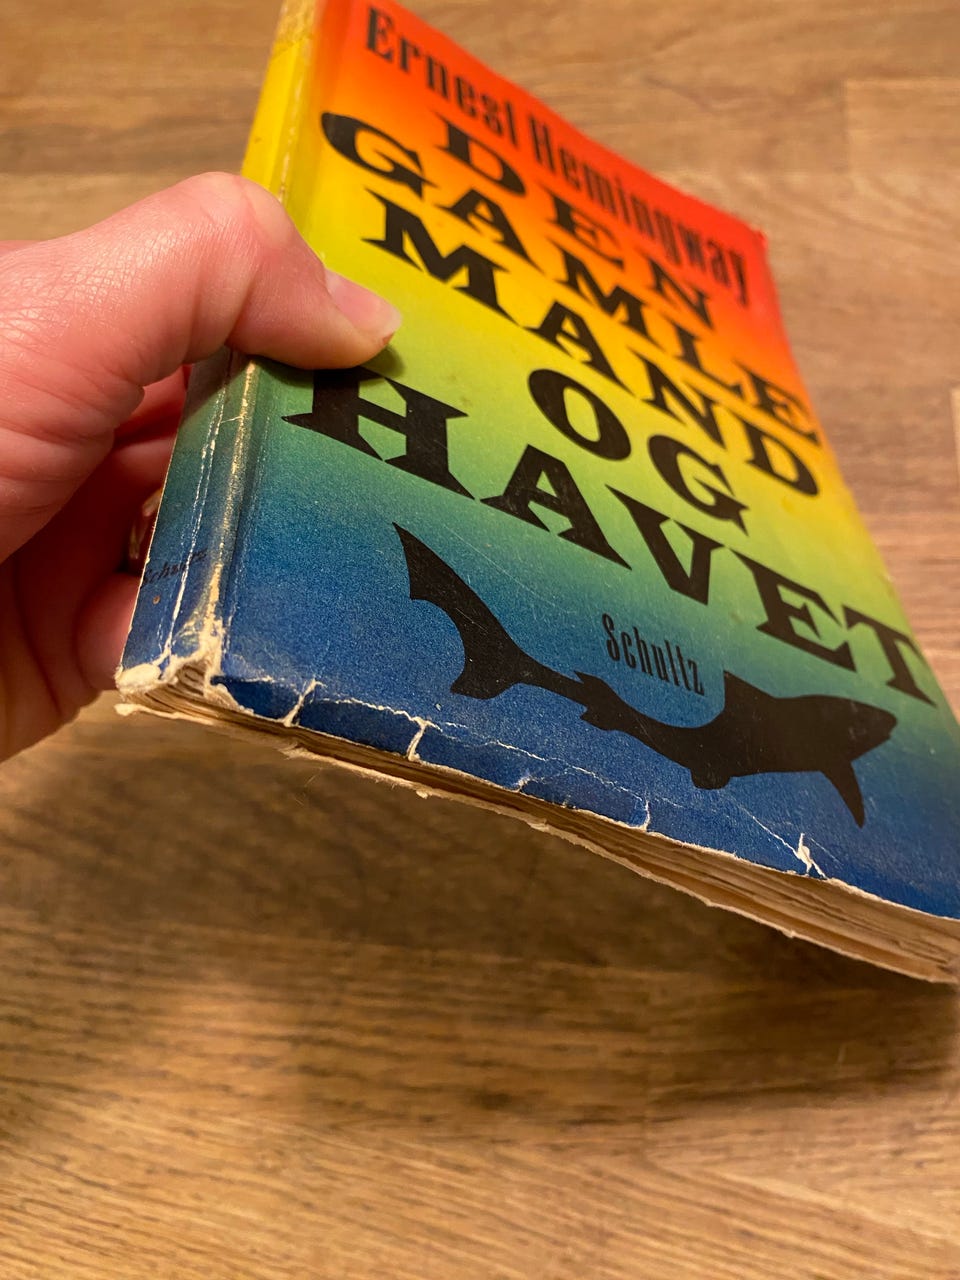 Ernest Hemingway
DEN
GAMLE
MAND
OG
HAVET
Schultz
Schultz